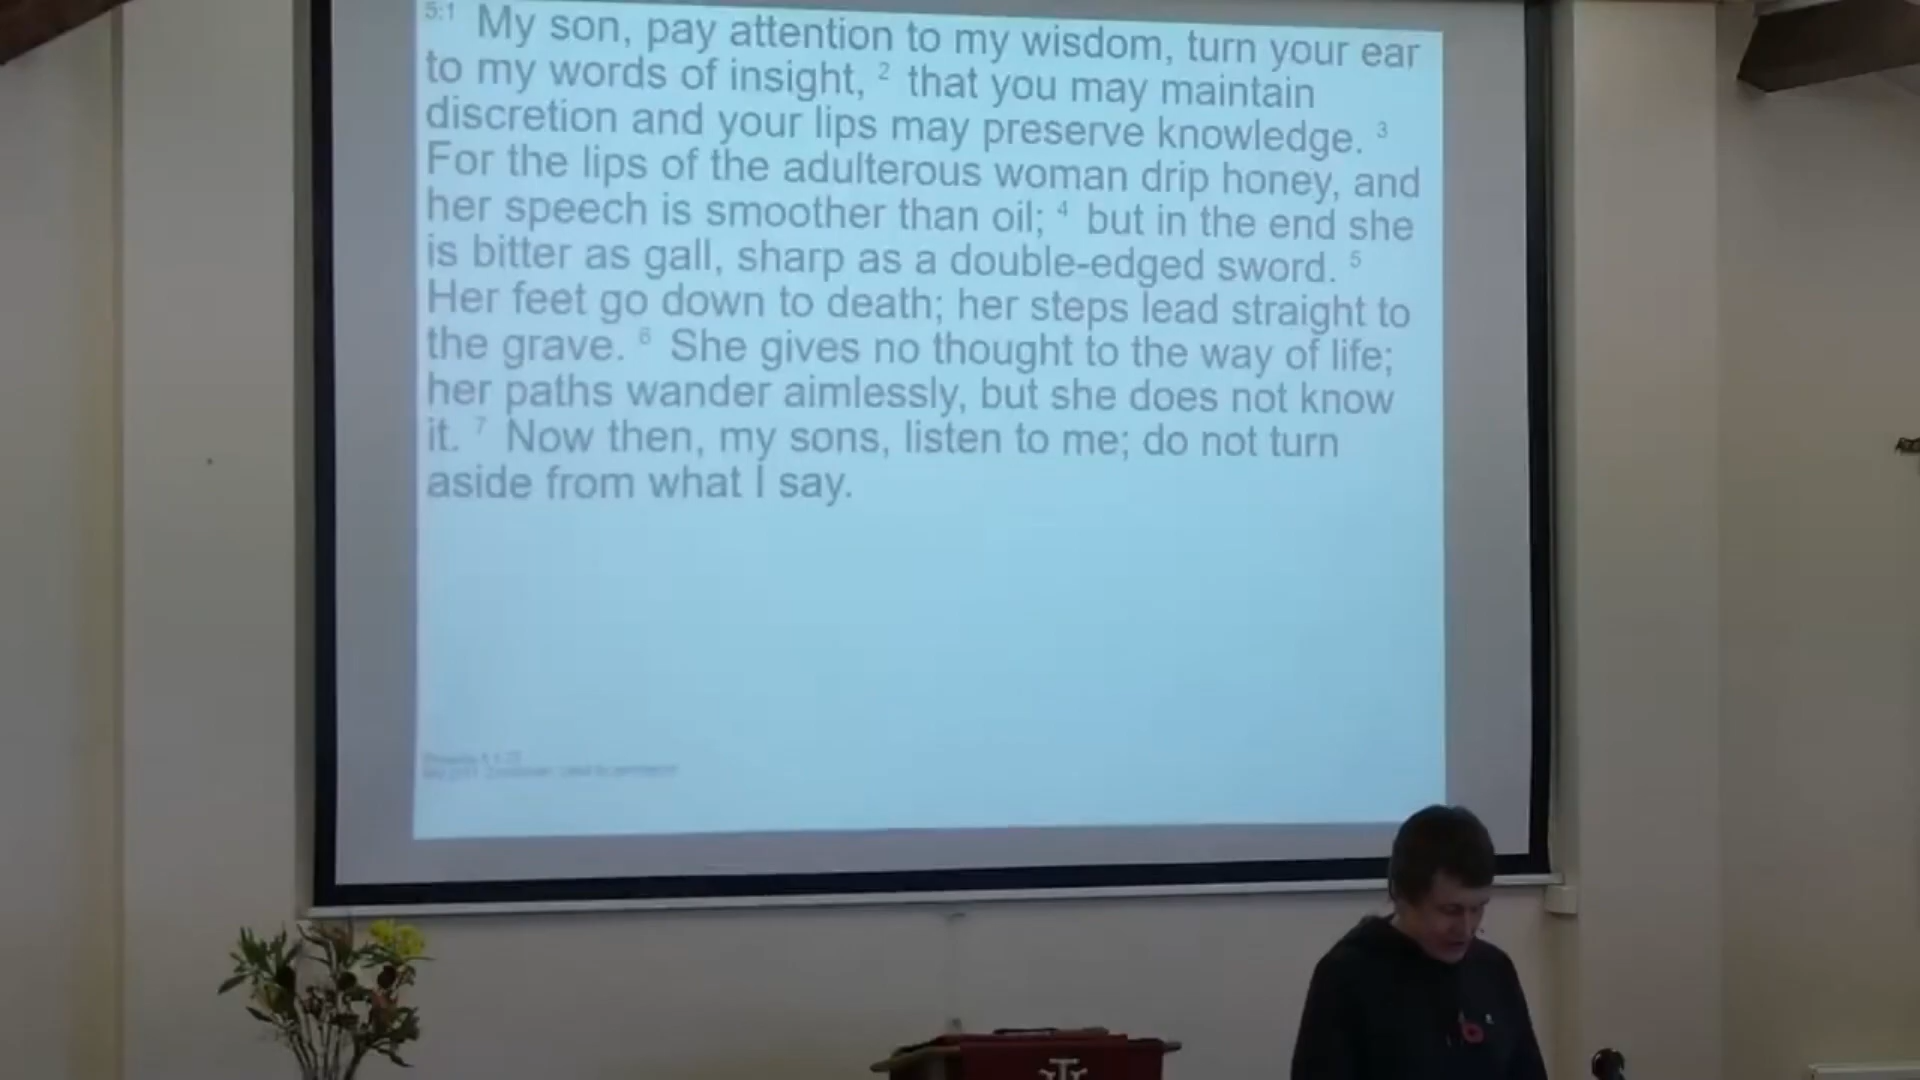 5:1 My son, pay attention to my wisdom, turn your ear
to my words of insight, 2 that you may maintain
discretion and your lips may preserve knowledge. 3
For the lips of the adulterous woman drip honey, and
her speech is smoother than oil; 4 but in the end she
is bitter as gall, sharp as a double-edged sword. 5
Her feet go down to death; her steps lead straight to
the grave. 6 She gives no thought to the way of life;
her paths wander aimlessly, but she does not know
it. 7 Now then, my sons, listen to me; do not turn
aside from what I say.